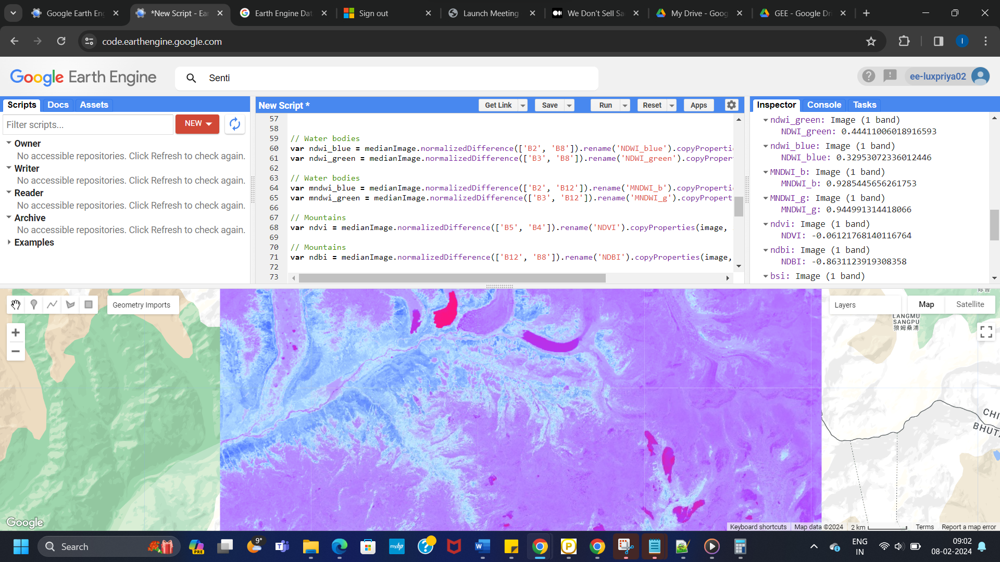 Google Earth Eng
*New Script - Ear
Earth Engine Dat
Sign out
Launch Meeting
We Don't Sell Sa
My Drive - Goog
GEE - Google Dri
code.earthengine.google.com
I
Google Earth Engine
Senti
ee-luxpriya02
Scripts Docs Assets
Filter scripts...
NEW
Owner
No accessible repositories. Click Refresh to check again.
Writer
No accessible repositories. Click Refresh to check again.
Reader
No accessible repositories. Click Refresh to check again.
Archive
No accessible repositories. Click Refresh to check again.
Examples
New Script *
Get Link Save Run Reset Apps
57
58
59 // Water bodies
60 var ndwi_blue = medianImage.normalizedDifference(['B2', 'B8']).rename('NDWI_blue').copyProperti
61 var ndwi_green = medianImage.normalizedDifference(['B3', 'B8']).rename('NDWI_green').copyProper
62
63 // Water bodies
64 var mndwi_blue = medianImage.normalizedDifference(['B2', 'B12']).rename('MNDWI_b').copyProperti
65 var mndwi_green = medianImage.normalizedDifference(['B3', 'B12']).rename('MNDWI_g').copyPropert
66
67 // Mountains
68 var ndvi = medianImage.normalizedDifference(['B5', 'B4']).rename('NDVI').copyProperties(image,
69
70 // Mountains
71 var ndbi = medianImage.normalizedDifference(['B12', 'B8']).rename('NDBI').copyProperties(image,
72
73
Inspector Console Tasks
ndwi_green: Image (1 band)
NDWI_green: 0.44411006018916593
ndwi_blue: Image (1 band)
NDWI_blue: 0.32953072336012446
MNDWI_b: Image (1 band)
MNDWI_b: 0.9285445656261753
MNDWI_g: Image (1 band)
MNDWI_g: 0.944991314418066
ndvi: Image (1 band)
NDVI: -0.06121768140116764
ndbi: Image (1 band)
NDBI: -0.8631123919308358
bsi: Image (1 band)
Geometry Imports
Layers
Map Satellite
LANGMU
SANGPU
狼姆桑浦
CHI
BHUTA
Google
Keyboard shortcuts Map data ©2024 2 km Terms Report a map error
Search
PRE
9°
myhp
ENG
IN
09:02
08-02-2024